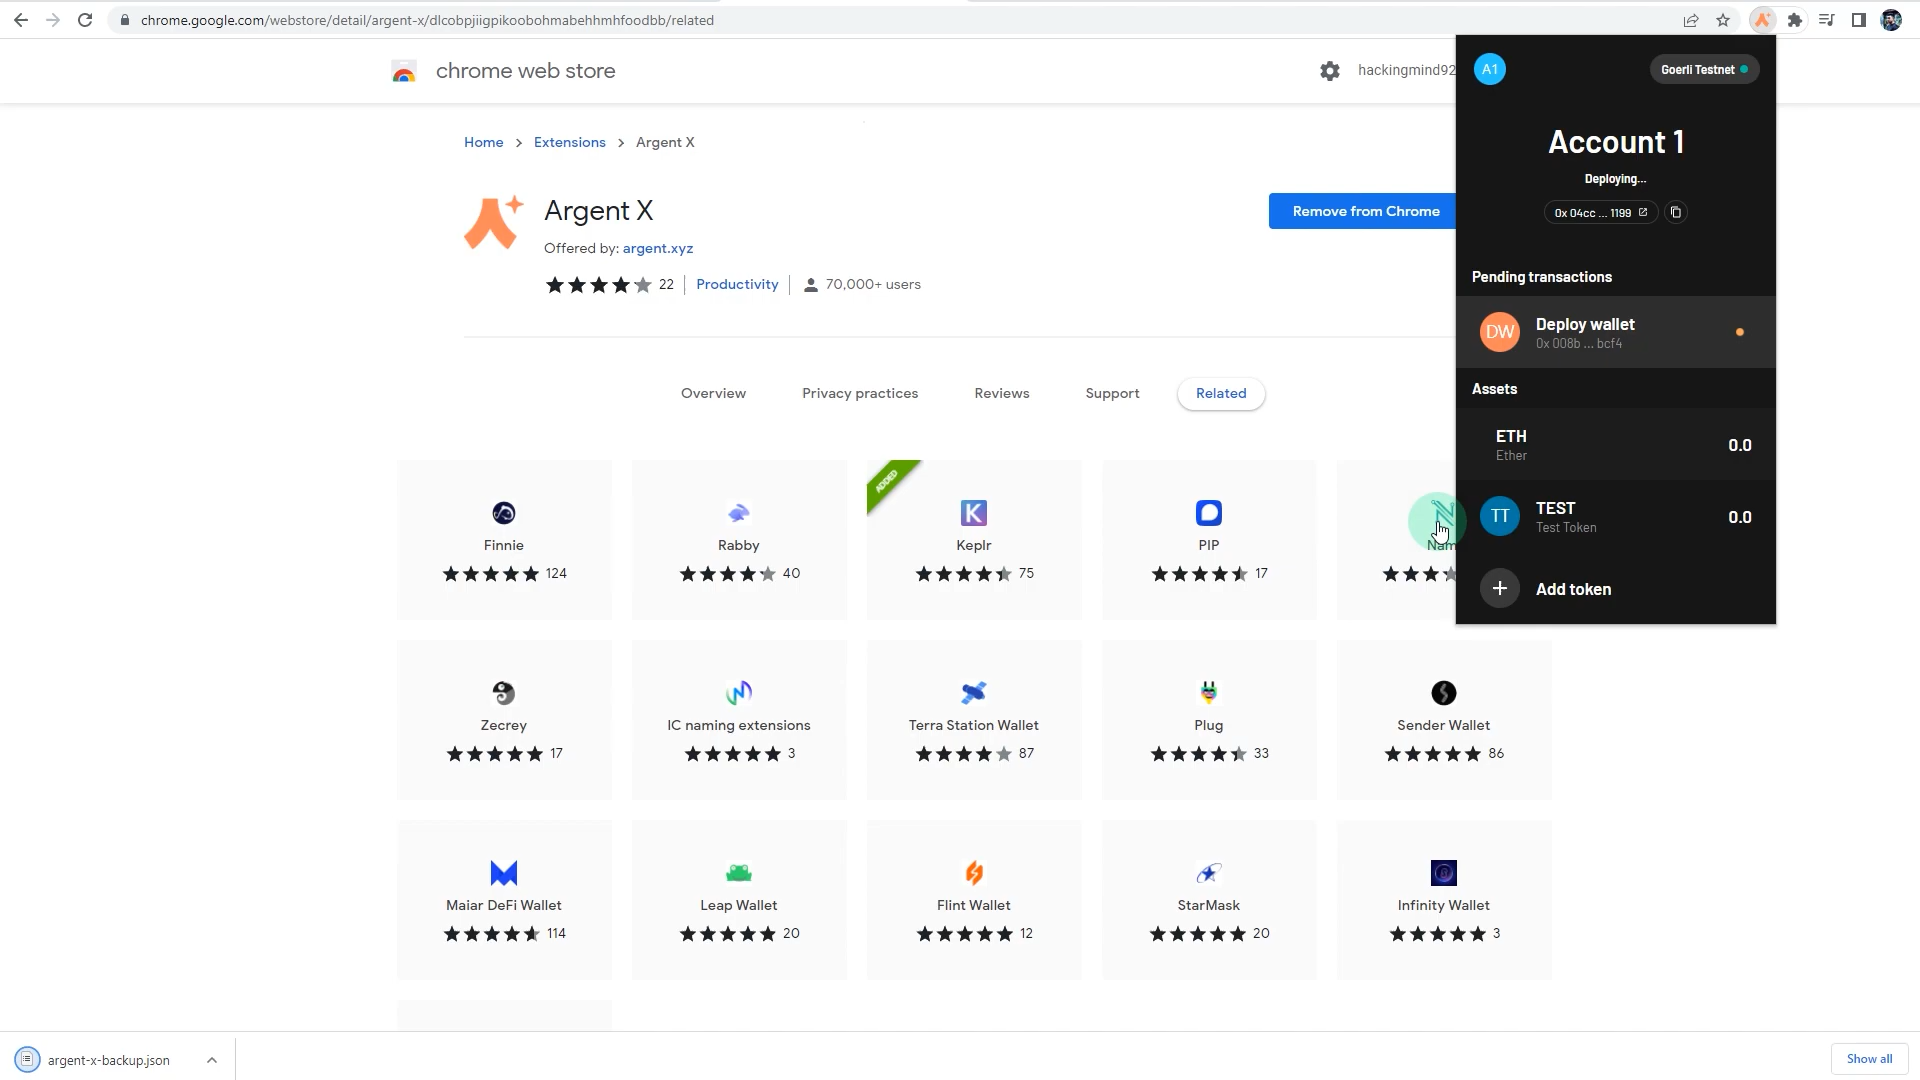 chrome.google.com/webstore/detail/argent-x/dlcobpjiigpikoobohmabehhmhfoodbb/related
chrome web store
hackingmind92
Home > Extensions > Argent X
Argent X
Offered by: argent.xyz
22 | Productivity | 70,000+ users
Remove from Chrome
Overview Privacy practices Reviews Support Related
ADDED
Finnie Rabby Keplr PIP Nam
124 40 75 17
Zecrey IC naming extensions Terra Station Wallet Plug Sender Wallet
17 3 87 33 86
Maiar DeFi Wallet Leap Wallet Flint Wallet StarMask Infinity Wallet
114 20 12 20 3
A1
Goerli Testnet
Account 1
Deploying...
0x 04cc ... 1199
Pending transactions
DW
Deploy wallet
0x 008b ... bcf4
Assets
ETH
Ether
0.0
TT
TEST
Test Token
0.0
+ Add token
argent-x-backup.json
Show all